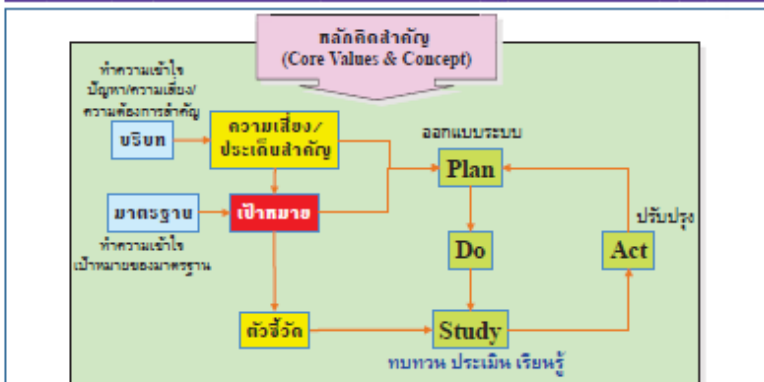 หลักคิดสำคัญ
(Core Values & Concept)
ทำความเข้าใจ
ปัญหา/ความเสี่ยง/
ความต้องการสำคัญ
บริบท
ความเสี่ยง/
ประเด็นสำคัญ
ออกแบบระบบ
Plan
มาตรฐาน
เป้าหมาย
ปรับปรุง
ทำความเข้าใจ
เป้าหมายของมาตรฐาน
Do
Act
ตัวชี้วัด
Study
ทบทวน ประเมิน เรียนรู้